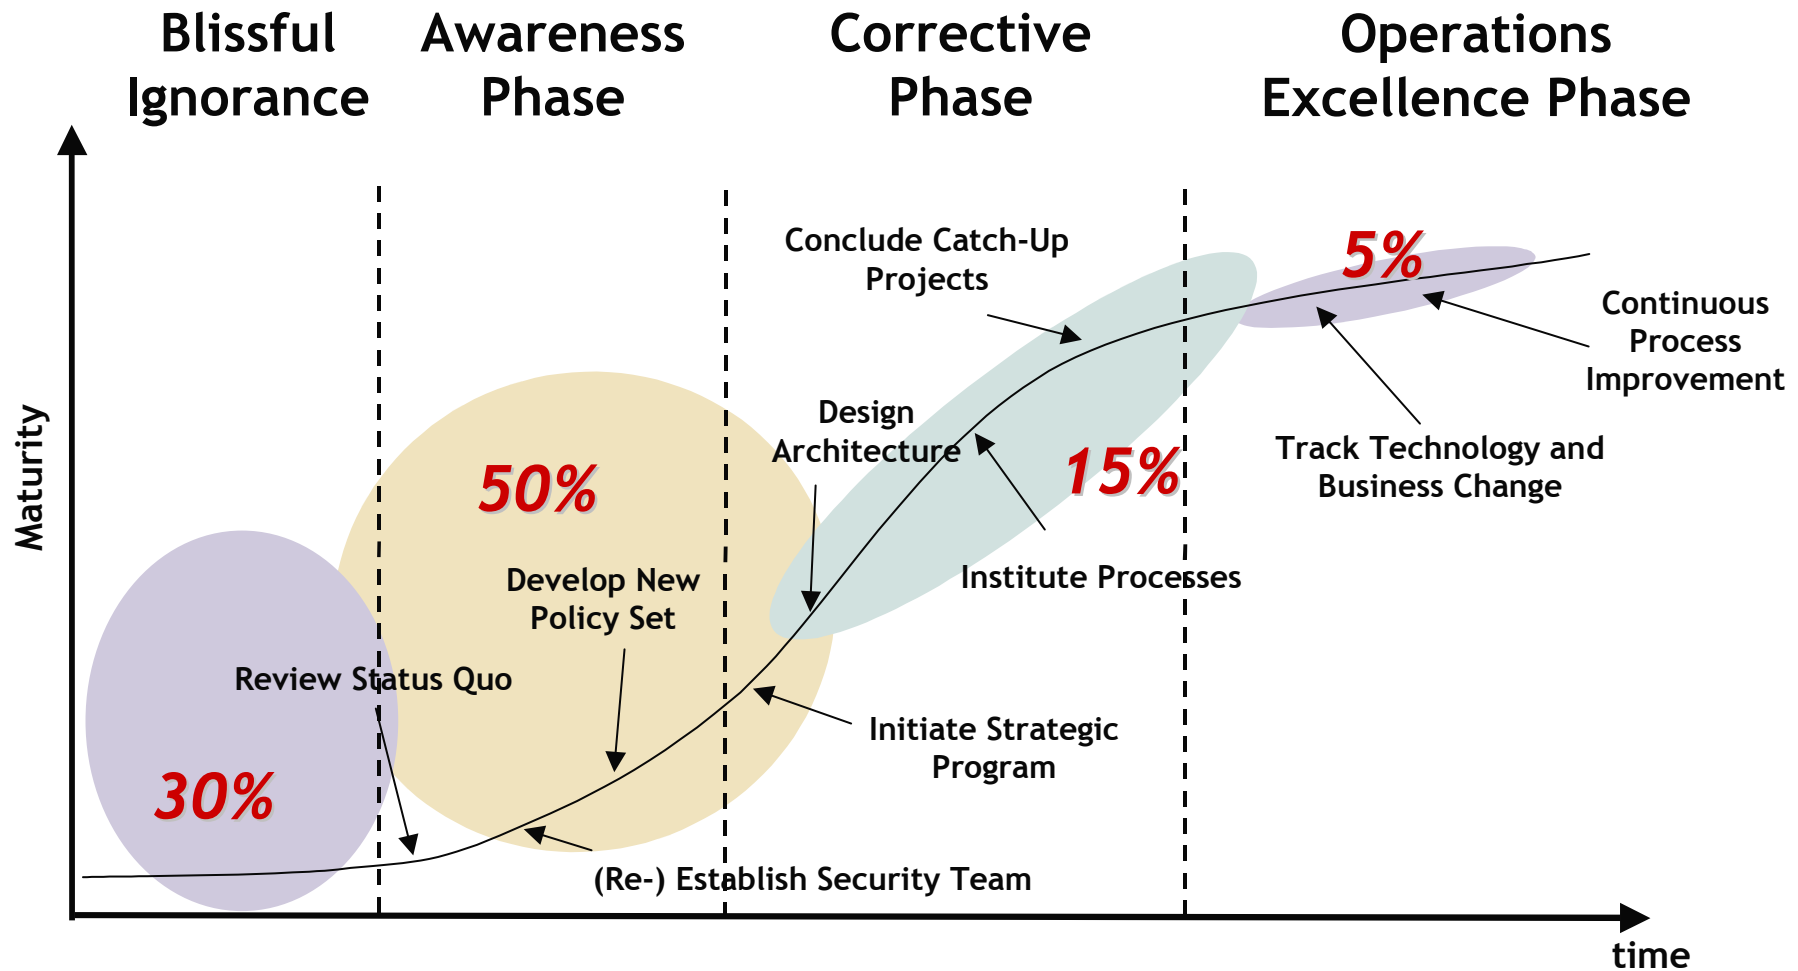 Blissful
Ignorance
Awareness
Phase
Corrective
Phase
Operations
Excellence Phase
Maturity
Conclude Catch-Up
Projects
5%
Continuous
Process
Improvement
Design
Architecture
50%
15%
Track Technology and
Business Change
Develop New
Policy Set
Institute Processes
Review Status Quo
Initiate Strategic
Program
30%
(Re-) Establish Security Team
time